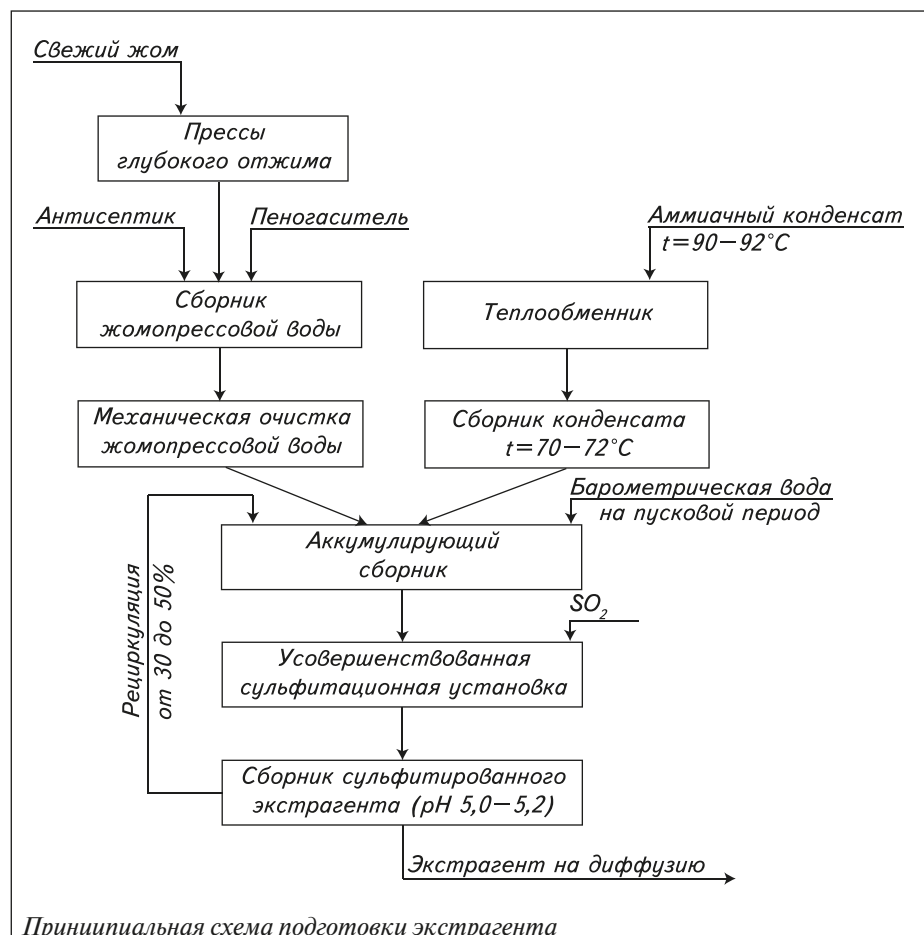 Свежий жом
Прессы
глубокого отжима
Антисептик
Пеногаситель
Аммиачный конденсат
t=90–92°C
Сборник
жомопрессовой воды
Теплообменник
Механическая очистка
жомопрессовой воды
Сборник конденсата
t=70–72°C
Барометрическая вода
на пусковой период
Аккумулирующий
сборник
Рециркуляция
от 30 до 50%
SO₂
Усовершенствованная
сульфитационная установка
Сборник сульфитированного
экстрагента (pH 5,0–5,2)
Экстрагент на диффузию
Принципиальная схема подготовки экстрагента